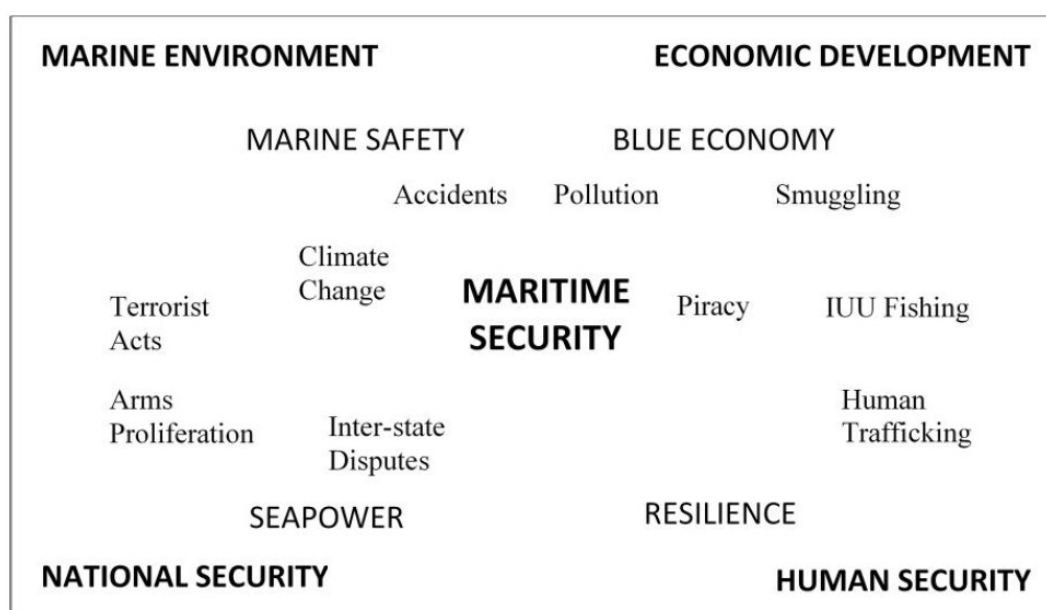 MARINE ENVIRONMENT
ECONOMIC DEVELOPMENT
MARINE SAFETY
BLUE ECONOMY
Accidents
Pollution
Smuggling
Climate
Change
MARITIME
SECURITY
Piracy
IUU Fishing
Terrorist
Acts
Arms
Proliferation
Inter-state
Disputes
Human
Trafficking
SEAPOWER
RESILIENCE
NATIONAL SECURITY
HUMAN SECURITY